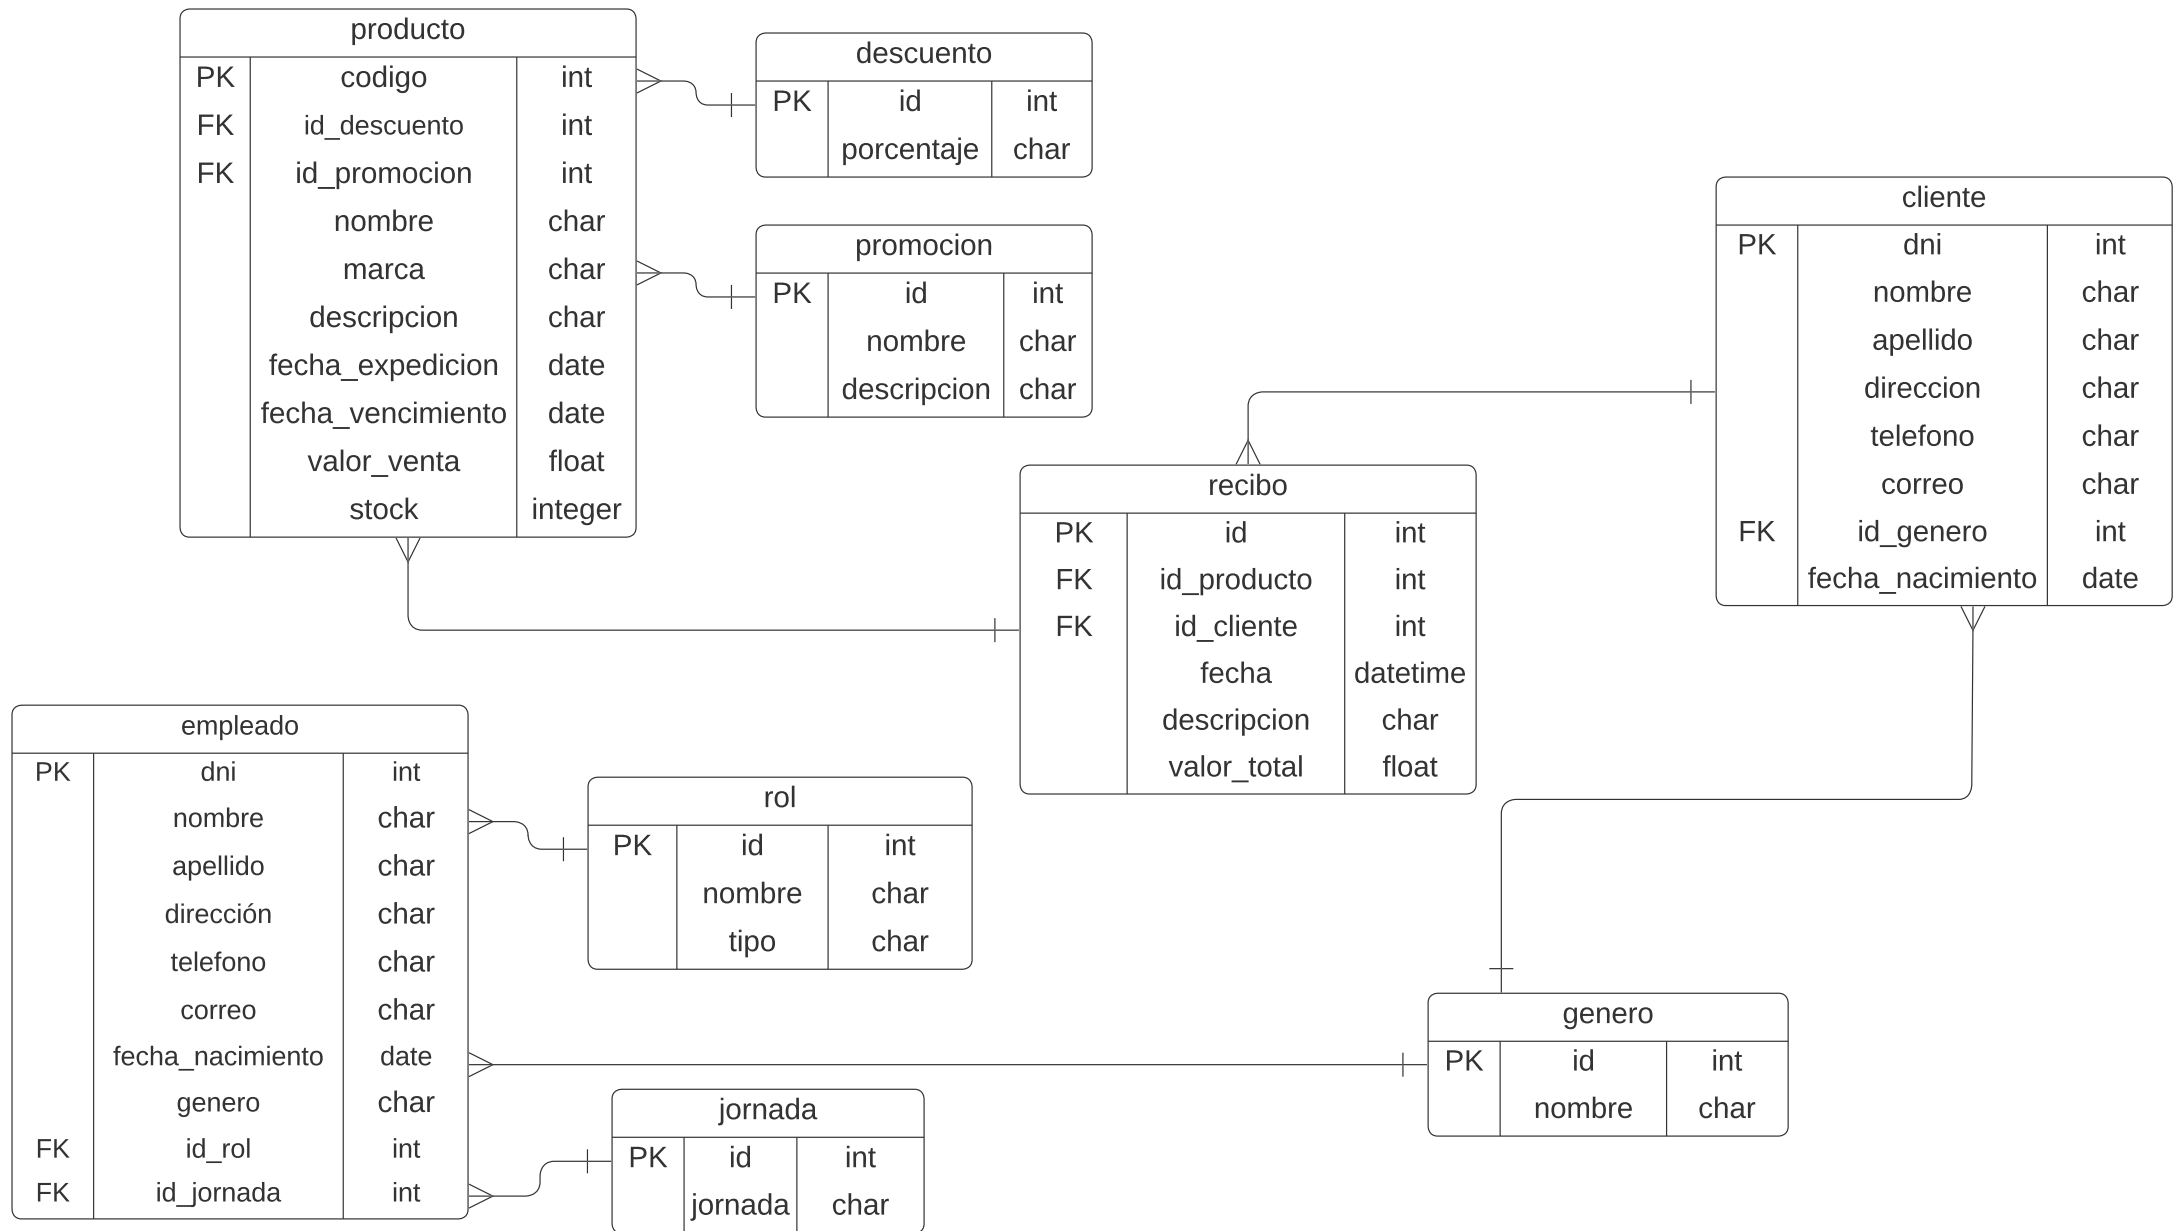 producto
PK codigo int
FK id_descuento int
FK id_promocion int
nombre char
marca char
descripcion char
fecha_expedicion date
fecha_vencimiento date
valor_venta float
stock integer
descuento
PK id int
porcentaje char
promocion
PK id int
nombre char
descripcion char
cliente
PK dni int
nombre char
apellido char
direccion char
telefono char
correo char
FK id_genero int
fecha_nacimiento date
recibo
PK id int
FK id_producto int
FK id_cliente int
fecha datetime
descripcion char
valor_total float
empleado
PK dni int
nombre char
apellido char
dirección char
telefono char
correo char
fecha_nacimiento date
genero char
FK id_rol int
FK id_jornada int
rol
PK id int
nombre char
tipo char
genero
PK id int
nombre char
jornada
PK id int
jornada char